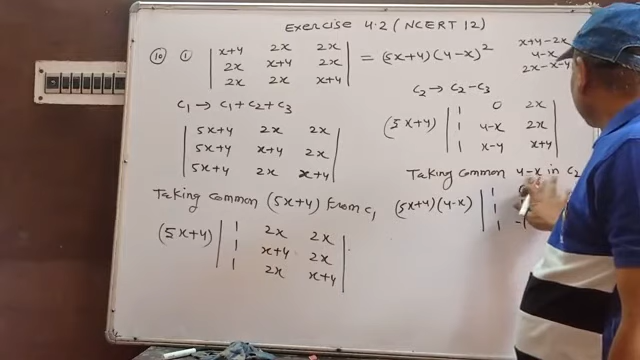 Exercise 4.2 (NCERT 12)
(10) (1) | x+4 2x 2x | = (5x+4)(4-x)²
| 2x x+4 2x |
| 2x 2x x+4 |
C₁ → C₁+C₂+C₃
| 5x+4 2x 2x |
| 5x+4 x+4 2x |
| 5x+4 2x x+4 |
Taking common (5x+4) from C₁
(5x+4) | 1 2x 2x |
| 1 x+4 2x |
| 1 2x x+4 |
x+4-2x
4-x
2x-x-4
C₂ → C₂-C₃
(5x+4) | 1 0 2x |
| 1 4-x 2x |
| 1 x-4 x+4 |
Taking common 4-x in C₂
(5x+4)(4-x) | 1
| 1
| 1 -1